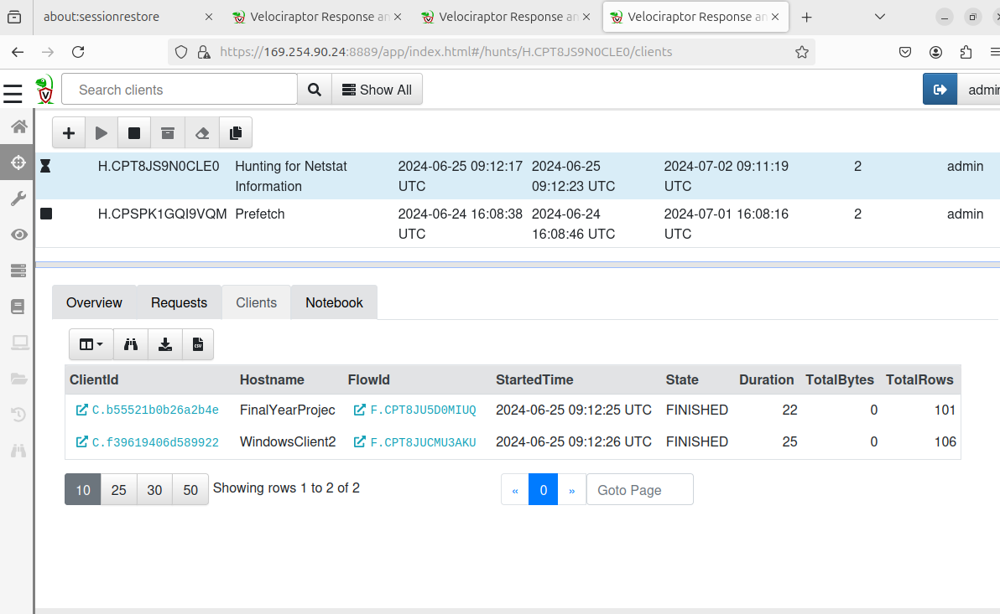 about:sessionrestore
Velociraptor Response an
Velociraptor Response an
Velociraptor Response an
https://169.254.90.24:8889/app/index.html#/hunts/H.CPT8JS9N0CLE0/clients
Search clients
Show All
admin
H.CPT8JS9N0CLE0 Hunting for Netstat Information 2024-06-25 09:12:17 UTC 2024-06-25 09:12:23 UTC 2024-07-02 09:11:19 UTC 2 admin
H.CPSPK1GQI9VQM Prefetch 2024-06-24 16:08:38 UTC 2024-06-24 16:08:46 UTC 2024-07-01 16:08:16 UTC 2 admin
Overview Requests Clients Notebook
ClientId Hostname FlowId StartedTime State Duration TotalBytes TotalRows
C.b55521b0b26a2b4e FinalYearProjec F.CPT8JU5D0MIUQ 2024-06-25 09:12:25 UTC FINISHED 22 0 101
C.f39619406d589922 WindowsClient2 F.CPT8JUCMU3AKU 2024-06-25 09:12:26 UTC FINISHED 25 0 106
10 25 30 50 Showing rows 1 to 2 of 2 « 0 » Goto Page